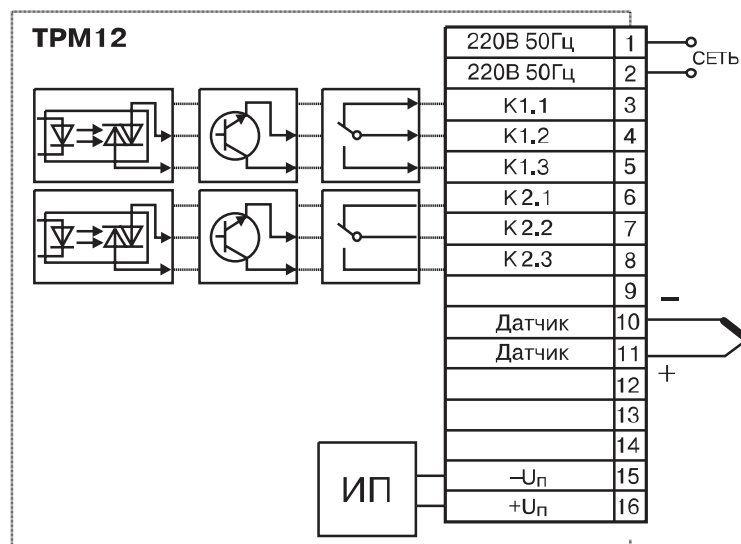 ТРМ12
220В 50Гц 1
220В 50Гц 2
СЕТЬ
К1.1 3
К1.2 4
К1.3 5
К2.1 6
К2.2 7
К2.3 8
9
−
Датчик 10
Датчик 11
+
12
13
14
ИП
–Uп 15
+Uп 16